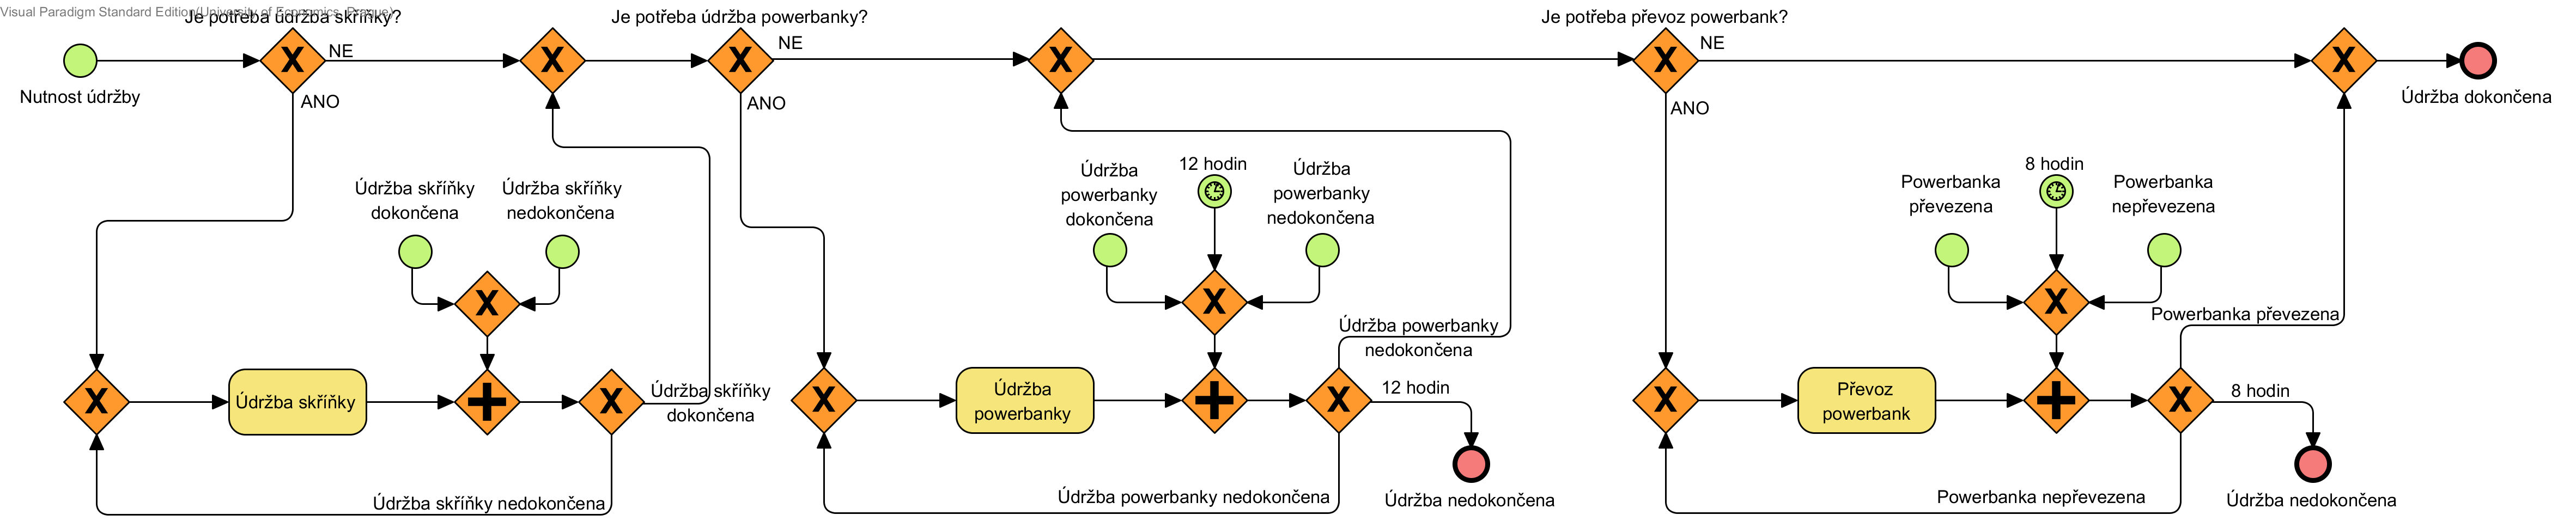 Visual Paradigm Standard Edition(University of Economics, Prague)
Je potřeba údržba skříňky?
Je potřeba údržba powerbanky?
Je potřeba převoz powerbank?
NE
NE
NE
Nutnost údržby
ANO
ANO
ANO
Údržba dokončena
Údržba skříňky
dokončena
Údržba skříňky
nedokončena
Údržba
powerbanky
dokončena
12 hodin
Údržba
powerbanky
nedokončena
Powerbanka
převezena
8 hodin
Powerbanka
nepřevezena
Údržba powerbanky
nedokončena
Powerbanka převezena
Údržba skříňky
Údržba skříňky
dokončena
Údržba
powerbanky
12 hodin
Převoz
powerbank
8 hodin
Údržba skříňky nedokončena
Údržba powerbanky nedokončena
Údržba nedokončena
Powerbanka nepřevezena
Údržba nedokončena